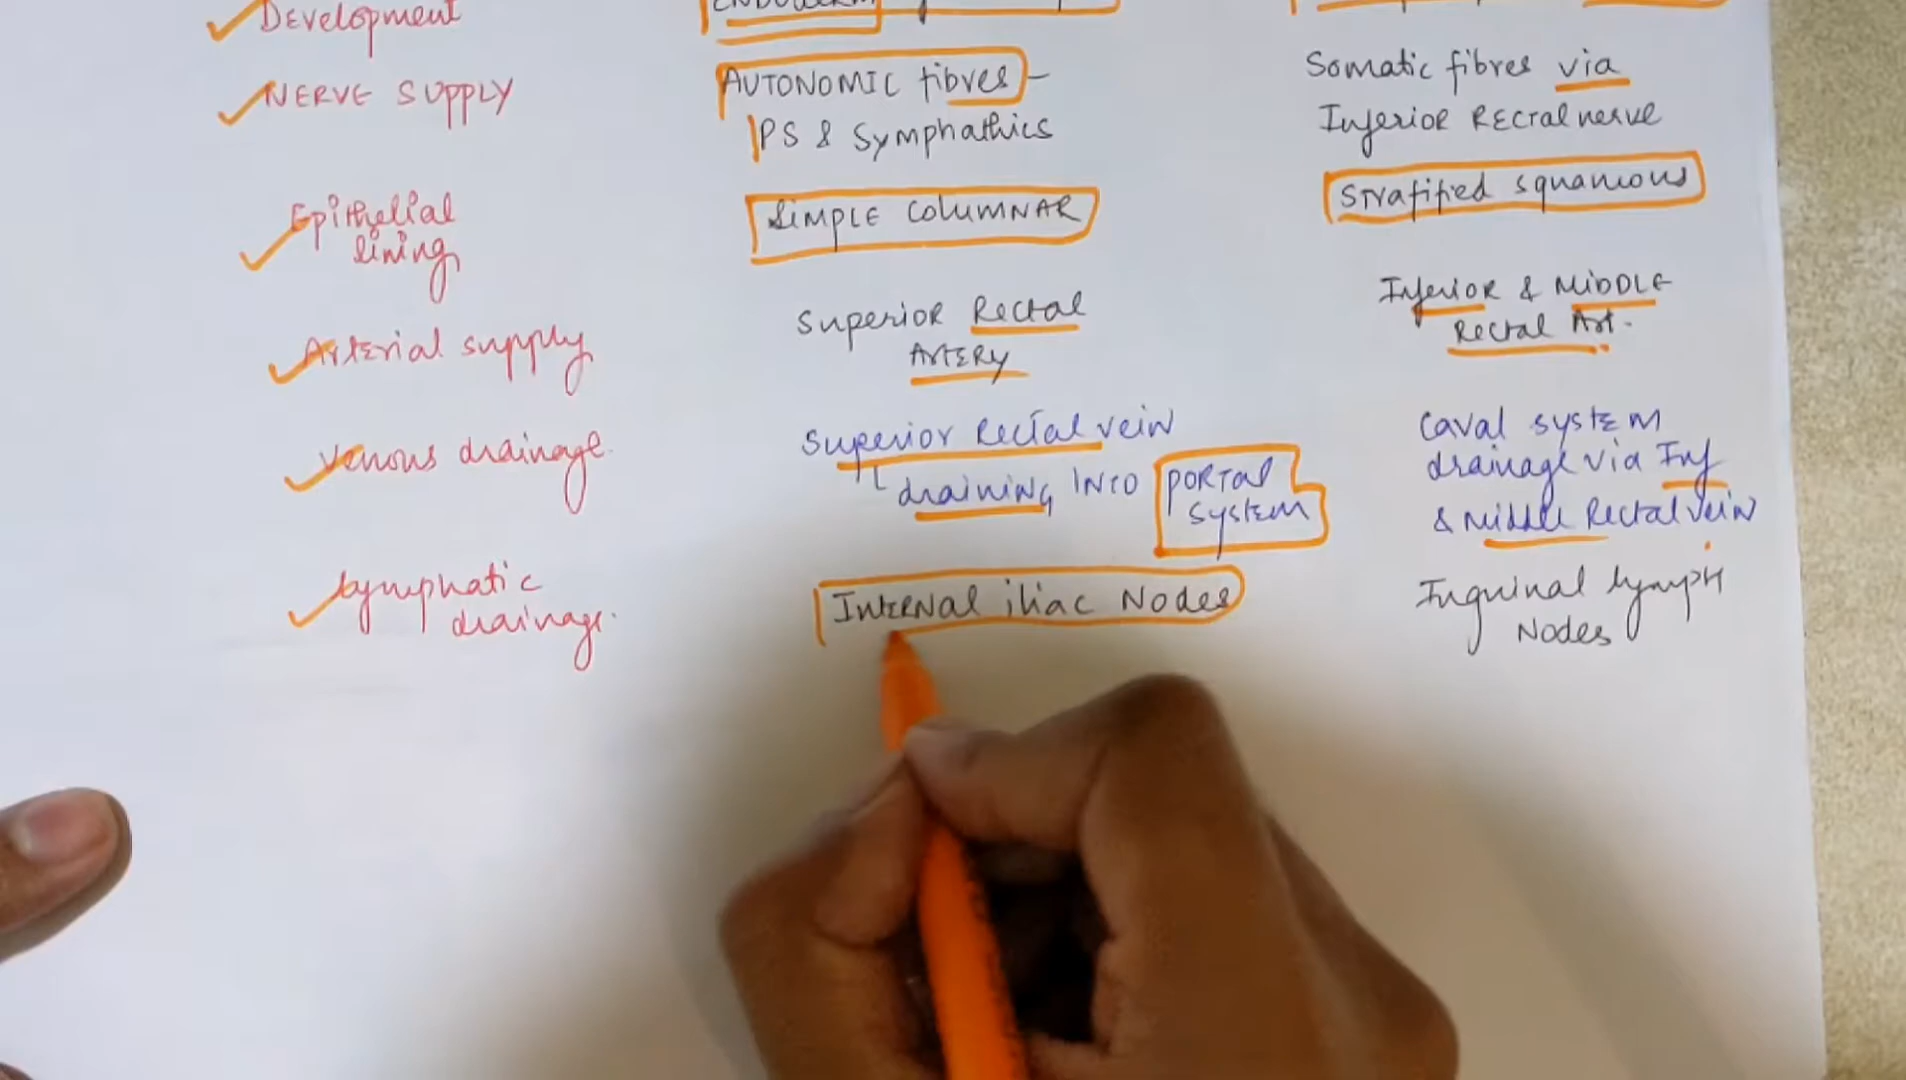 Development
ENDODERM
NERVE SUPPLY
AUTONOMIC fibres -
PS & Symphathics
Somatic fibres via
Inferior Rectal nerve
Epithelial
lining
SIMPLE COLUMNAR
Strafified squamous
Arterial supply
Superior Rectal
ARTERY
Inferior & MIDDLE
Rectal Art.
Venous drainage.
Superior Rectal vein
draining INTO PORTAL
system
Caval system
drainage via Inf
& Middle Rectal vein
Lymphatic
drainage.
Internal iliac Nodes
Inguinal lymph
Nodes